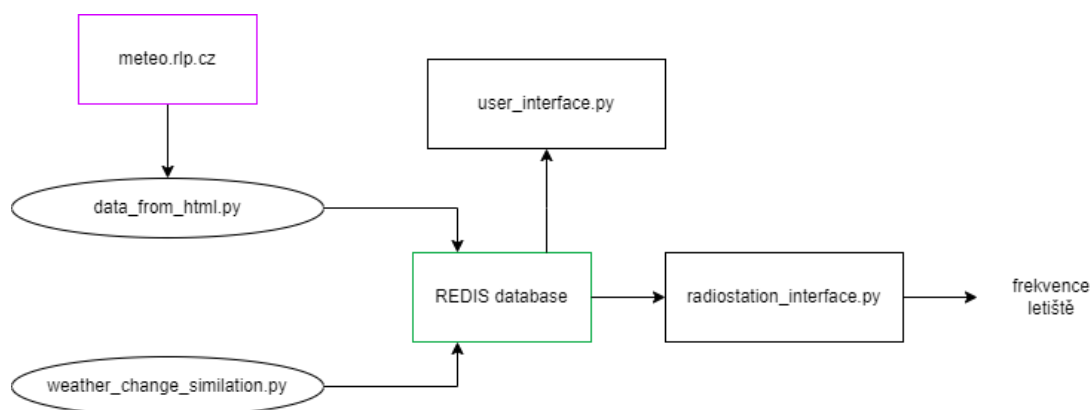 meteo.rlp.cz
user_interface.py
data_from_html.py
REDIS database
radiostation_interface.py
frekvence
letiště
weather_change_similation.py